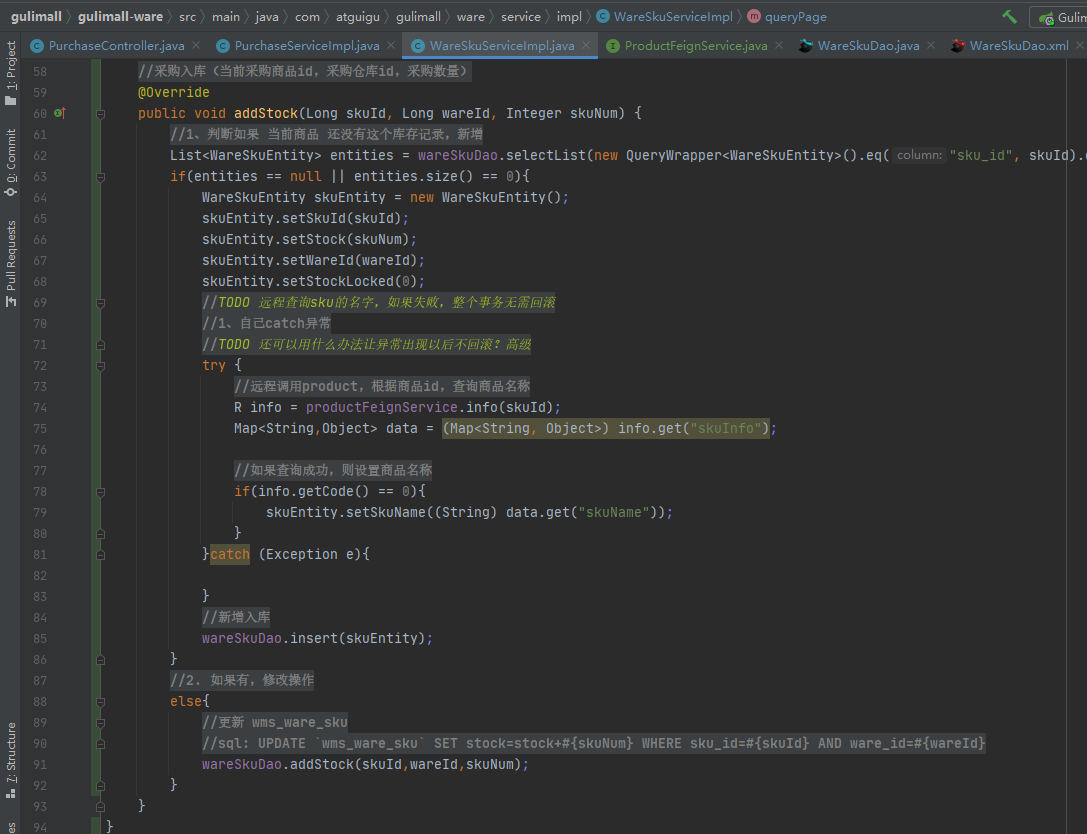 gulimall gulimall-ware src main java com atguigu gulimall ware service impl WareSkuServiceImpl queryPage
PurchaseController.java PurchaseServiceImpl.java WareSkuServiceImpl.java ProductFeignService.java WareSkuDao.java WareSkuDao.xml
1: Project
0: Commit
Pull Requests
7: Structure
58 //采购入库（当前采购商品id，采购仓库id，采购数量）
59 @Override
60 public void addStock(Long skuId, Long wareId, Integer skuNum) {
61 //1、判断如果 当前商品 还没有这个库存记录，新增
62 List<WareSkuEntity> entities = wareSkuDao.selectList(new QueryWrapper<WareSkuEntity>().eq( column: "sku_id", skuId).
63 if(entities == null || entities.size() == 0){
64 WareSkuEntity skuEntity = new WareSkuEntity();
65 skuEntity.setSkuId(skuId);
66 skuEntity.setStock(skuNum);
67 skuEntity.setWareId(wareId);
68 skuEntity.setStockLocked(0);
69 //TODO 远程查询sku的名字，如果失败，整个事务无需回滚
70 //1、自己catch异常
71 //TODO 还可以用什么办法让异常出现以后不回滚？高级
72 try {
73 //远程调用product，根据商品id，查询商品名称
74 R info = productFeignService.info(skuId);
75 Map<String,Object> data = (Map<String, Object>) info.get("skuInfo");
76
77 //如果查询成功，则设置商品名称
78 if(info.getCode() == 0){
79 skuEntity.setSkuName((String) data.get("skuName"));
80 }
81 }catch (Exception e){
82
83 }
84 //新增入库
85 wareSkuDao.insert(skuEntity);
86 }
87 //2. 如果有，修改操作
88 else{
89 //更新 wms_ware_sku
90 //sql: UPDATE `wms_ware_sku` SET stock=stock+#{skuNum} WHERE sku_id=#{skuId} AND ware_id=#{wareId}
91 wareSkuDao.addStock(skuId,wareId,skuNum);
92 }
93 }
94 }